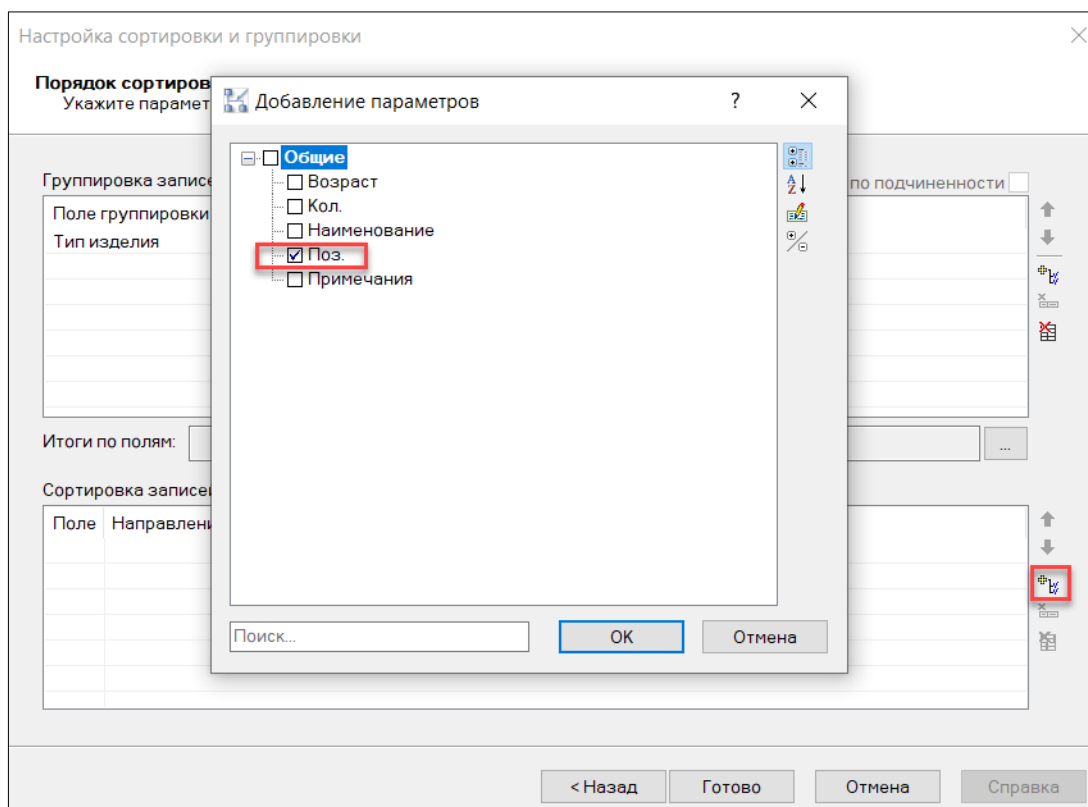 Настройка сортировки и группировки
Порядок сортиров
Укажите парамет
Добавление параметров
?
Общие
Возраст
Кол.
Наименование
Поз.
Примечания
Группировка записе
по подчиненности
Поле группировки
Тип изделия
Итоги по полям:
...
Сортировка записей
Поле Направлени
Поиск...
OK
Отмена
< Назад
Готово
Отмена
Справка